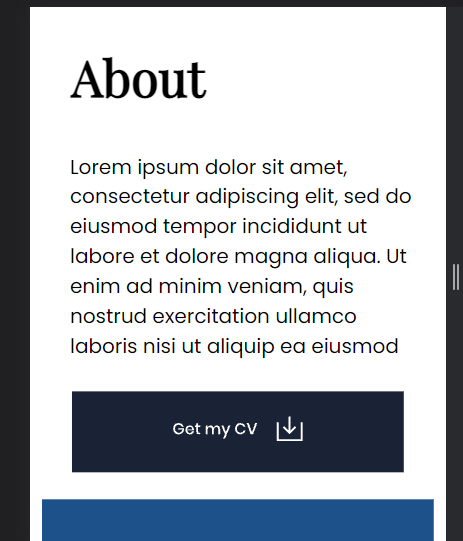 About
Lorem ipsum dolor sit amet,
consectetur adipiscing elit, sed do
eiusmod tempor incididunt ut
labore et dolore magna aliqua. Ut
enim ad minim veniam, quis
nostrud exercitation ullamco
laboris nisi ut aliquip ea eiusmod
Get my CV